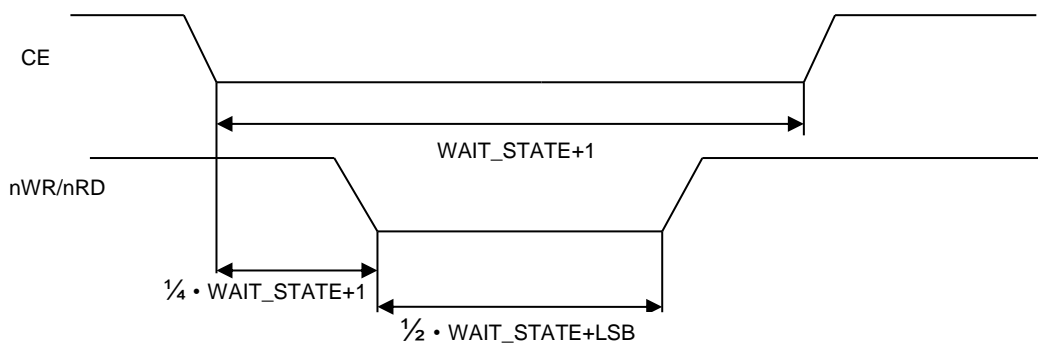 CE
WAIT_STATE+1
nWR/nRD
¼ • WAIT_STATE+1
½ • WAIT_STATE+LSB